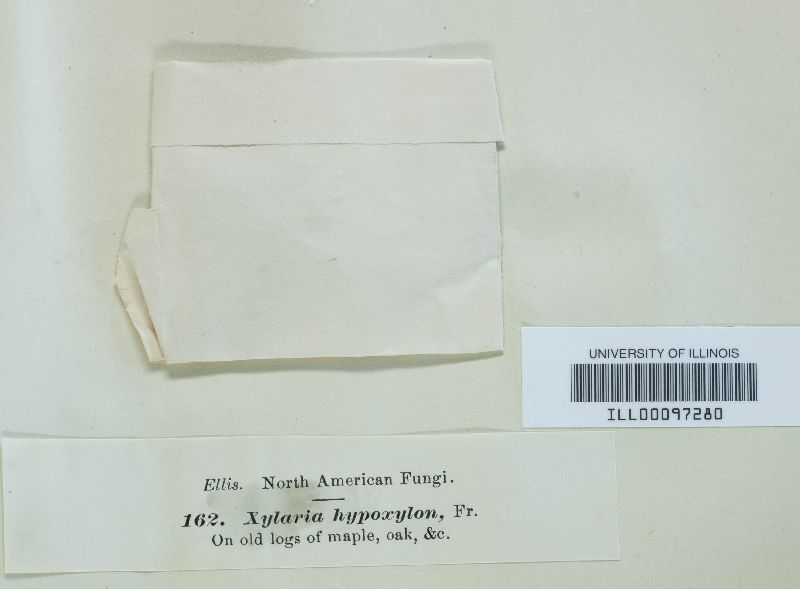 UNIVERSITY OF ILLINOIS
ILL00097280
Ellis. North American Fungi.
162. Xylaria hypoxylon, Fr.
On old logs of maple, oak, &c.